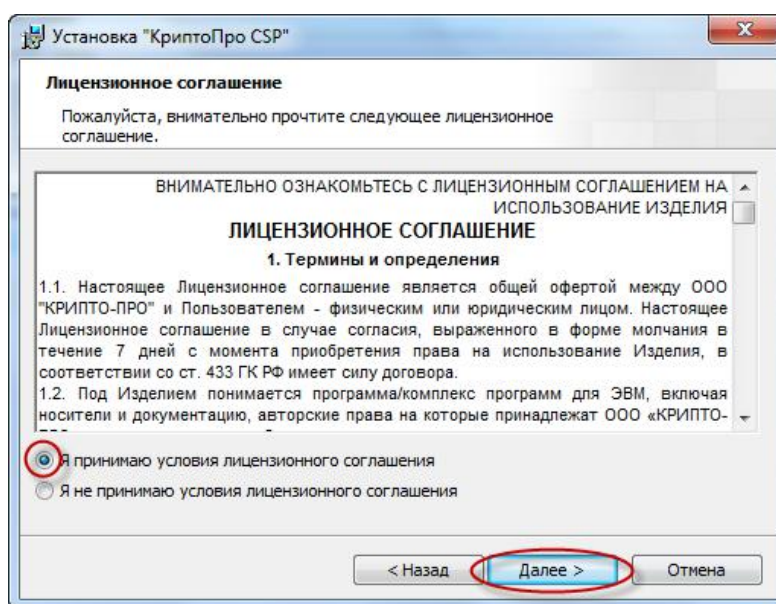 Установка "КриптоПро CSP"
Лицензионное соглашение
Пожалуйста, внимательно прочтите следующее лицензионное
соглашение.
ВНИМАТЕЛЬНО ОЗНАКОМЬТЕСЬ С ЛИЦЕНЗИОННЫМ СОГЛАШЕНИЕМ НА
ИСПОЛЬЗОВАНИЕ ИЗДЕЛИЯ
ЛИЦЕНЗИОННОЕ СОГЛАШЕНИЕ
1. Термины и определения
1.1. Настоящее Лицензионное соглашение является общей офертой между ООО
"КРИПТО-ПРО" и Пользователем - физическим или юридическим лицом. Настоящее
Лицензионное соглашение в случае согласия, выраженного в форме молчания в
течение 7 дней с момента приобретения права на использование Изделия, в
соответствии со ст. 433 ГК РФ имеет силу договора.
1.2. Под Изделием понимается программа/комплекс программ для ЭВМ, включая
носители и документацию, авторские права на которые принадлежат ООО «КРИПТО-
Я принимаю условия лицензионного соглашения
Я не принимаю условия лицензионного соглашения
< Назад
Далее >
Отмена